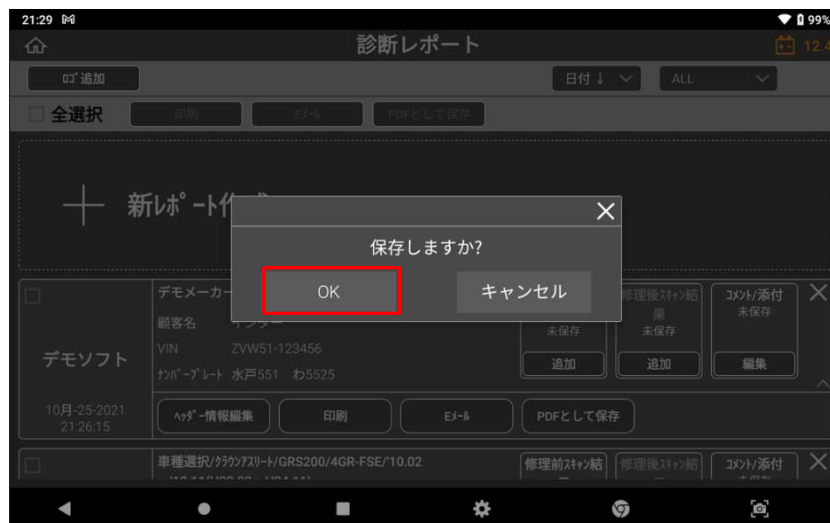 21:29 99%
診断レポート 12.4
ﾛｺﾞ追加 日付↓ ALL
全選択 印刷 Eﾒｰﾙ PDFとして保存
新ﾚﾎﾟｰﾄ作
保存しますか?
OK キャンセル
デモソフト
10月-25-2021
21:26:15
デモメーカー
顧客名
VIN ZVW51-123456
ﾅﾝﾊﾞｰﾌﾟﾚｰﾄ 水戸551 わ5525
未保存
追加
修理後ｽｷｬﾝ結
果
未保存
追加
ｺﾒﾝﾄ/添付
未保存
編集
ﾍｯﾀﾞｰ情報編集 印刷 Eﾒｰﾙ PDFとして保存
車種選択/ｸﾗｳﾝｱｽﾘｰﾄ/GRS200/4GR-FSE/'10.02
修理前ｽｷｬﾝ結 修理後ｽｷｬﾝ結 ｺﾒﾝﾄ/添付